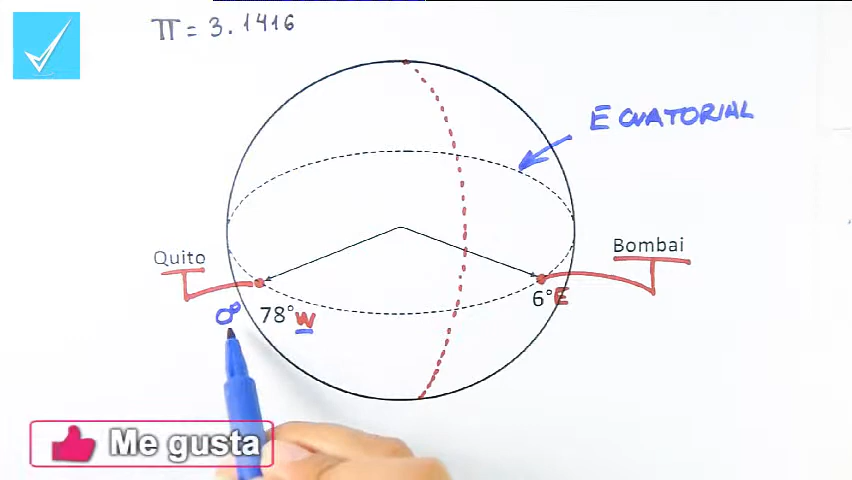 π = 3.1416
ECUATORIAL
Quito
Bombai
0° 78°W
6°E
Me gusta